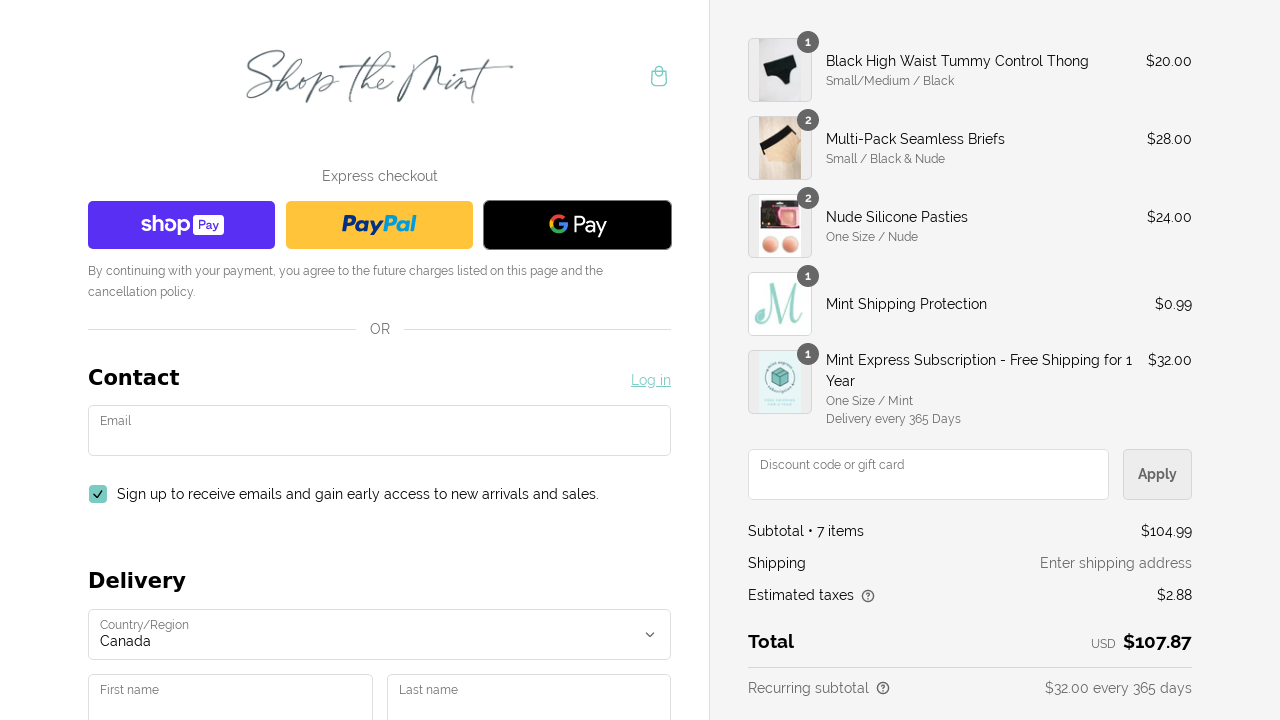 Shop the Mint
Express checkout
shop Pay
PayPal
G Pay
By continuing with your payment, you agree to the future charges listed on this page and the
cancellation policy.
OR
Contact
Log in
Email
Sign up to receive emails and gain early access to new arrivals and sales.
Delivery
Country/Region
Canada
First name
Last name
1
Black High Waist Tummy Control Thong
$20.00
Small/Medium / Black
2
Multi-Pack Seamless Briefs
$28.00
Small / Black & Nude
2
Nude Silicone Pasties
$24.00
One Size / Nude
1
M
Mint Shipping Protection
$0.99
1
Mint Express Subscription - Free Shipping for 1
Year
$32.00
One Size / Mint
Delivery every 365 Days
Discount code or gift card
Apply
Subtotal • 7 items
$104.99
Shipping
Enter shipping address
Estimated taxes
$2.88
Total
USD $107.87
Recurring subtotal
$32.00 every 365 days